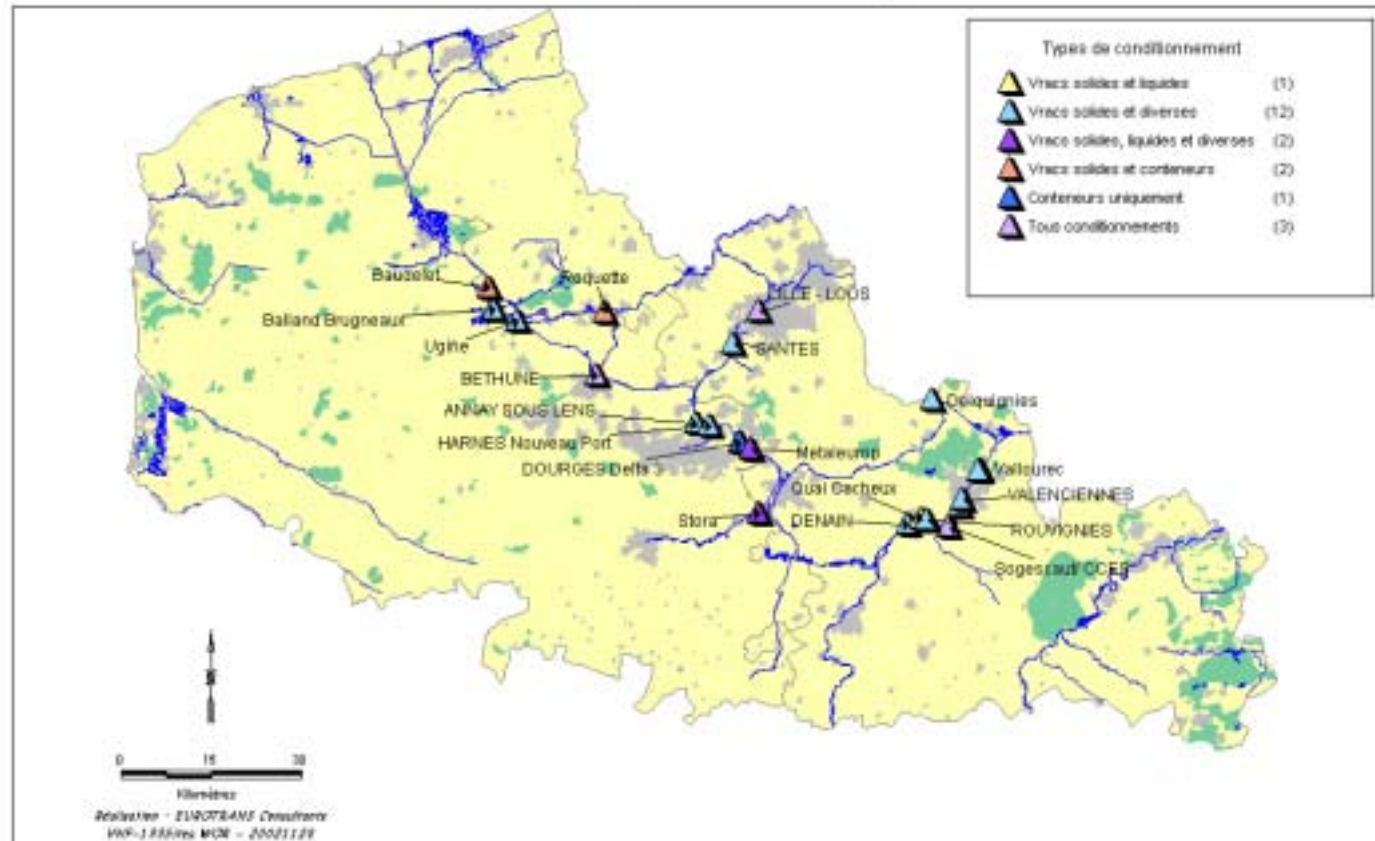 Types de conditionnement
Vracs solides et liquides (1)
Vracs solides et diverses (12)
Vracs solides, liquides et diverses (2)
Vracs solides et conteneurs (2)
Conteneurs uniquement (1)
Tous conditionnements (3)
Baudelet
Roquette
Balland Brugneaux
LILLE - LOOS
Ugine
SANTES
BETHUNE
ANNAY SOUS LENS
HARNES Nouveau Port
DOURGES Delta 3
Metaleurop
Vallourec
Quai Cacheux
VALENCIENNES
Stora
DENAIN
ROUVIGNIES
CCES
0 15 30
Kilomètres
Réalisation - EUROTRANS Consultants